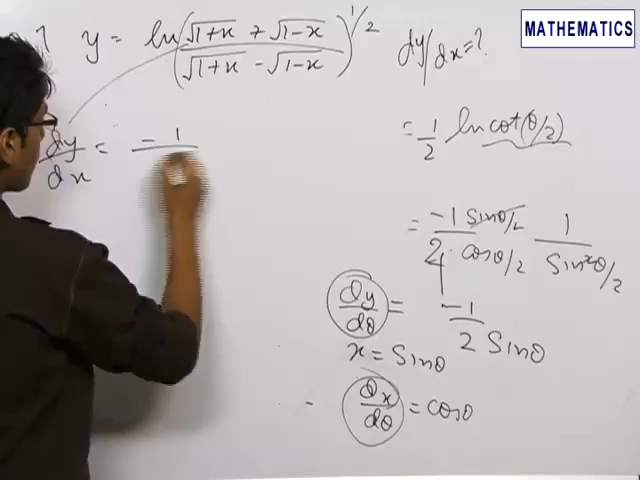 MATHEMATICS
? y = ln((√1+x + √1−x)/(√1+x − √1−x))^1/2 dy/dx = ?
= 1/2 ln cot(θ/2)
dy/dx = − 1
= −1/2 · sinθ/2 / cosθ/2 · 1/sin²θ/2
dy/dθ = −1/2 Sinθ
x = Sinθ
dx/dθ = cosθ